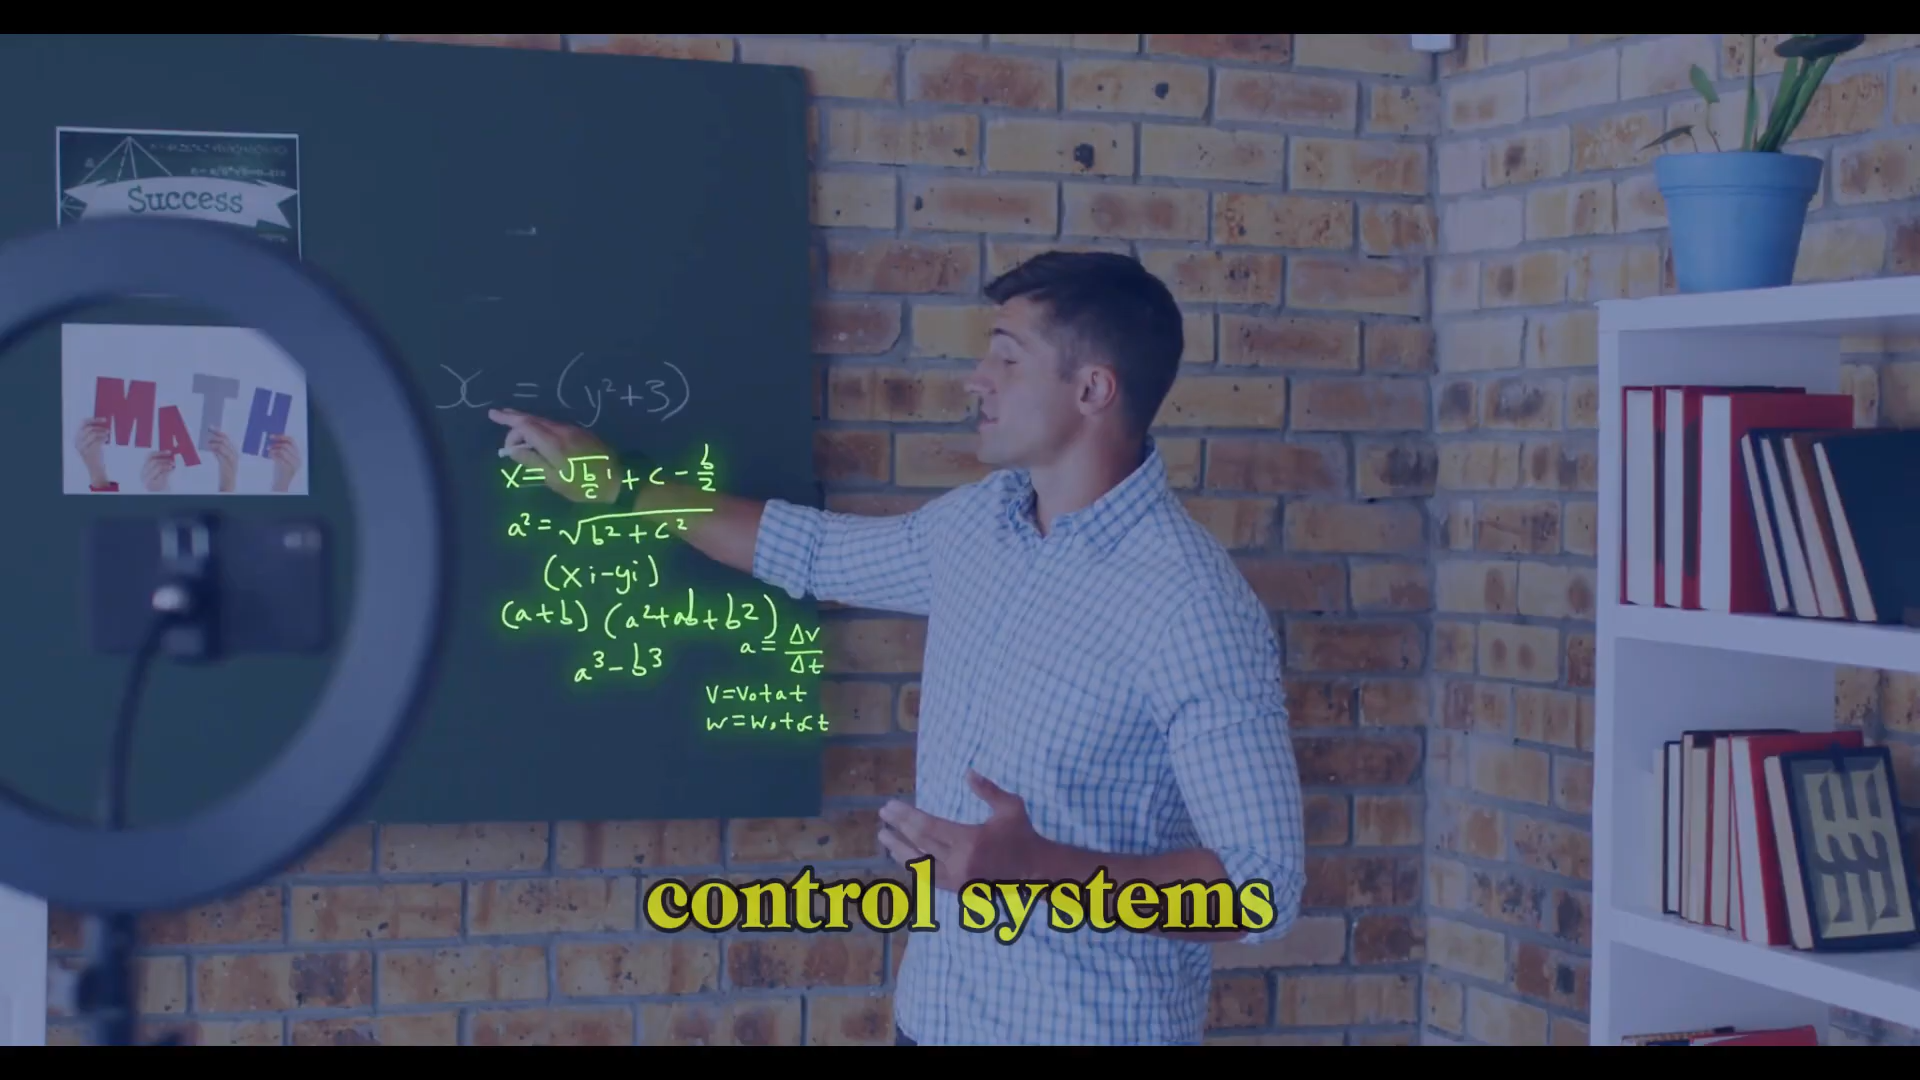 Success
MATH
x = (y²+3)
x = √(b/c) + c - b/2
a² = √(b² + c²)
(xi-yi)
(a+b) (a²+ab+b²)
a = Δv/Δt
a³-b³
v=v₀+at
w=w₀+αt
control systems